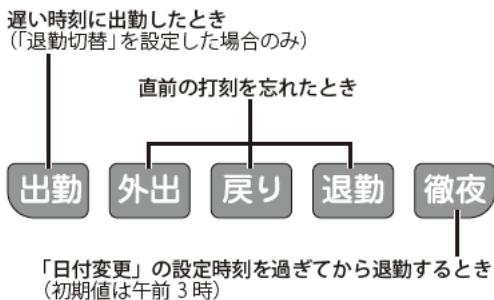 遅い時刻に出勤したとき
（「退勤切替」を設定した場合のみ）
直前の打刻を忘れたとき
出勤 外出 戻り 退勤 徹夜
「日付変更」の設定時刻を過ぎてから退勤するとき
（初期値は午前 3 時）